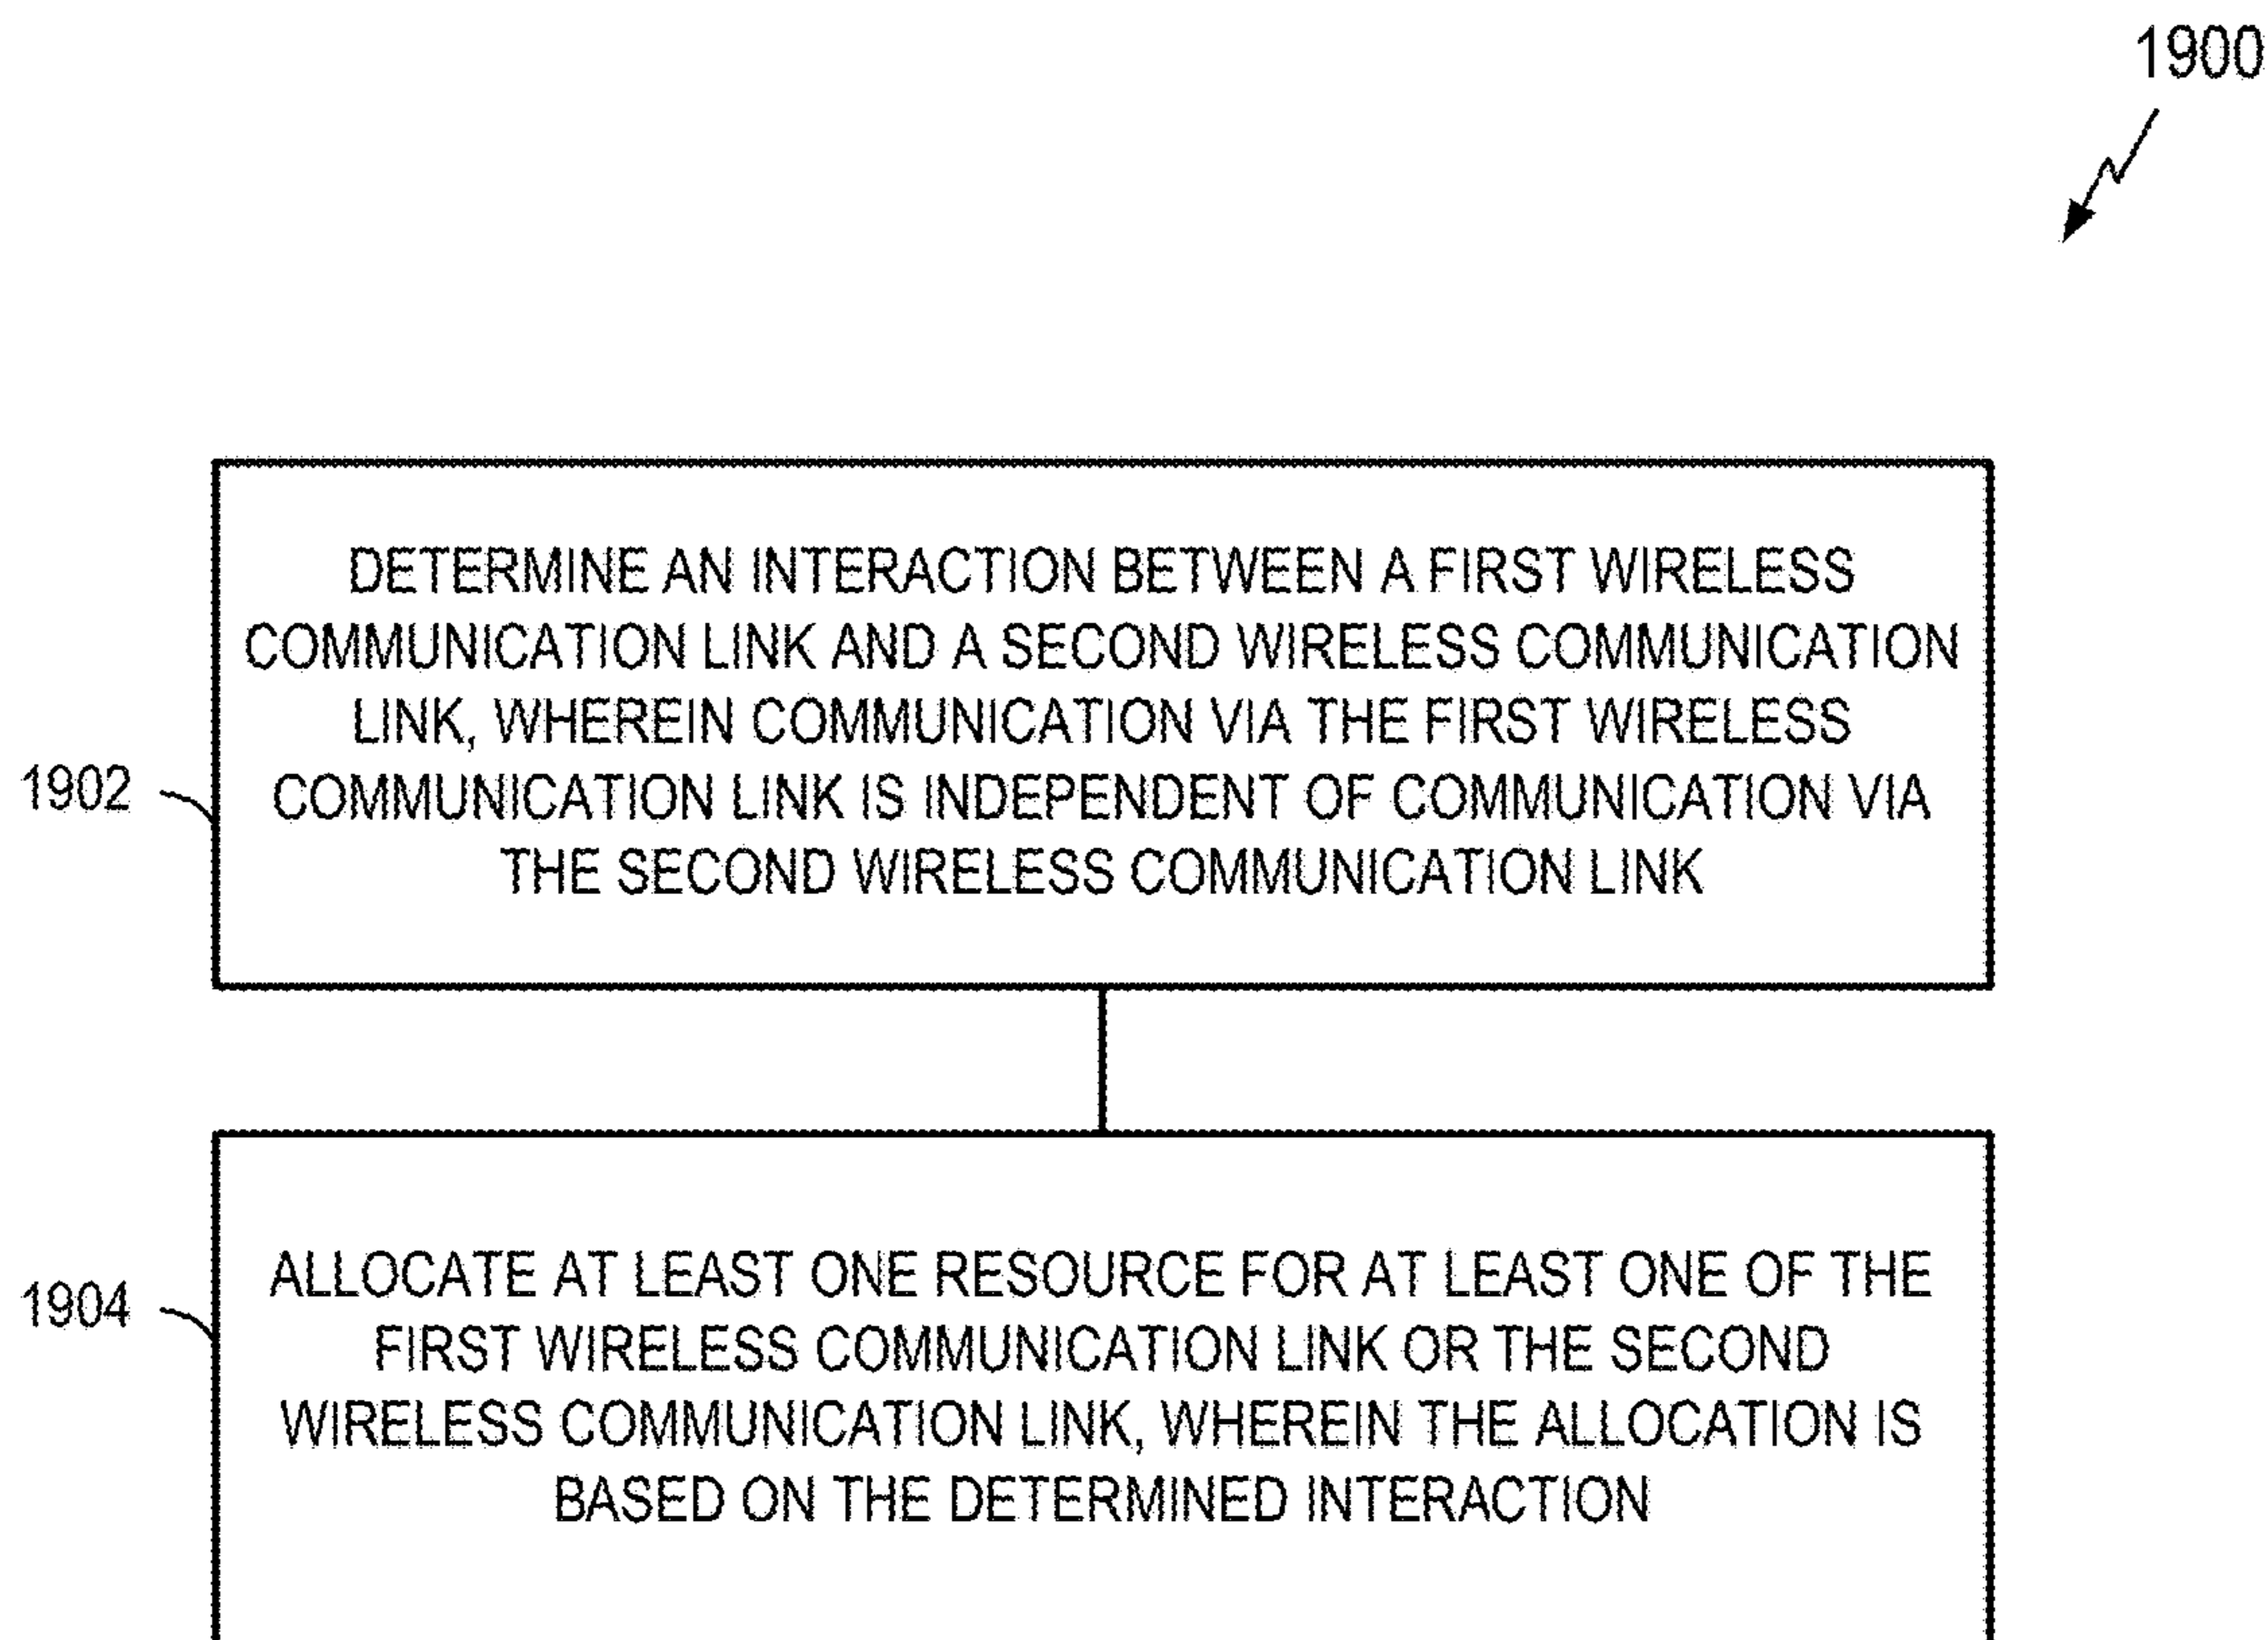 1900
DETERMINE AN INTERACTION BETWEEN A FIRST WIRELESS
COMMUNICATION LINK AND A SECOND WIRELESS COMMUNICATION
LINK, WHEREIN COMMUNICATION VIA THE FIRST WIRELESS
1902
COMMUNICATION LINK IS INDEPENDENT OF COMMUNICATION VIA
THE SECOND WIRELESS COMMUNICATION LINK
ALLOCATE AT LEAST ONE RESOURCE FOR AT LEAST ONE OF THE
1904
FIRST WIRELESS COMMUNICATION LINK OR THE SECOND
WIRELESS COMMUNICATION LINK, WHEREIN THE ALLOCATION IS
BASED ON THE DETERMINED INTERACTION